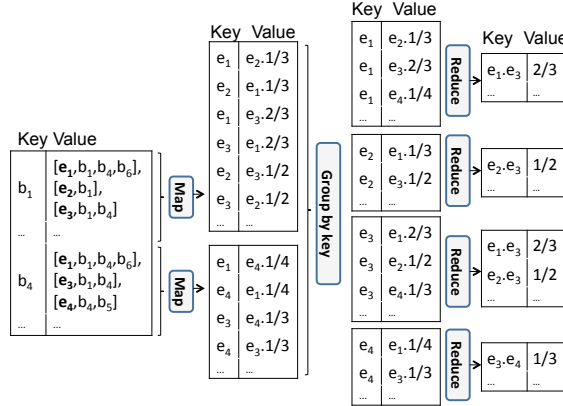 Key Value
b1 [e1,b1,b4,b6],
[e2,b1],
[e3,b1,b4]
... ...
b4 [e1,b1,b4,b6],
[e3,b1,b4],
[e4,b4,b5]
... ...
Map
Map
Key Value
e1 e2.1/3
e2 e1.1/3
e1 e3.2/3
e3 e1.2/3
e2 e3.1/2
e3 e2.1/2
... ...
e1 e4.1/4
e4 e1.1/4
e3 e4.1/3
e4 e3.1/3
... ...
Group by key
Key Value
e1 e2.1/3
e1 e3.2/3
e1 e4.1/4
... ...
e2 e1.1/3
e2 e3.1/2
... ...
e3 e1.2/3
e3 e2.1/2
e3 e4.1/3
... ...
e4 e1.1/4
e4 e3.1/3
... ...
Reduce
Reduce
Reduce
Reduce
Key Value
e1.e3 2/3
... ...
e2.e3 1/2
... ...
e1.e3 2/3
e2.e3 1/2
... ...
e3.e4 1/3
... ...